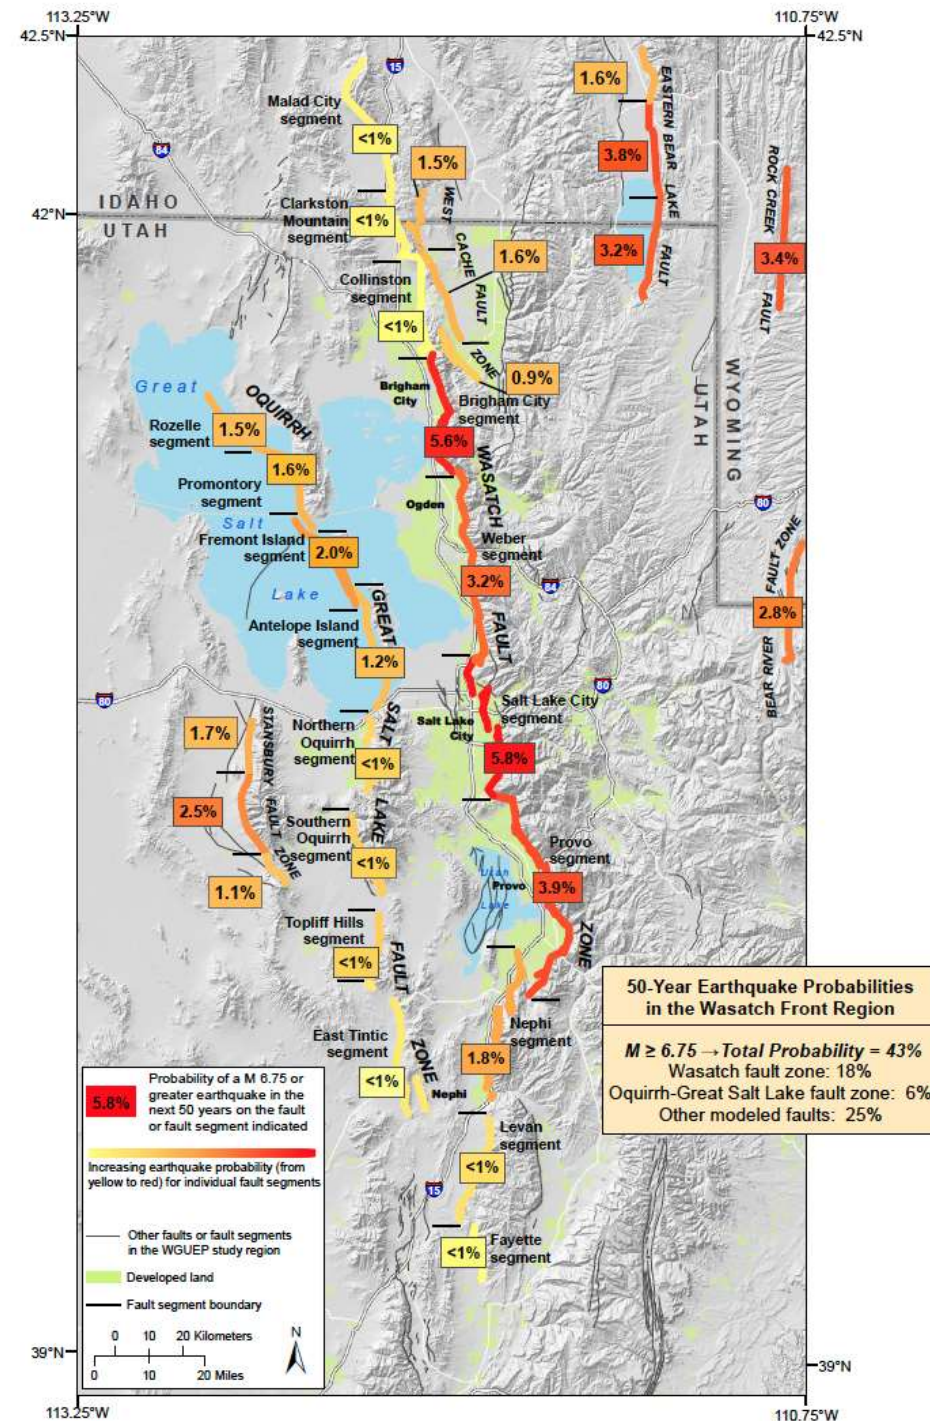 113.25°W
110.75°W
42.5°N
42.5°N
15
1.6%
EASTERN BEAR LAKE FAULT
Malad City
segment
84
<1%
1.5%
3.8%
ROCK CREEK FAULT
IDAHO
UTAH
42°N
Clarkston
Mountain
segment
<1%
WEST CACHE FAULT ZONE
1.6%
3.2%
3.4%
Collinston
segment
<1%
0.9%
UTAH
WYOMING
Great
Salt
Lake
OQUIRRH
GREAT
SALT
LAKE
FAULT
ZONE
Brigham
City
Brigham City
segment
Rozelle
segment
1.5%
5.6%
WASATCH
FAULT
ZONE
1.6%
Promontory
segment
Ogden
80
Fremont Island
segment
2.0%
Weber
segment
BEAR RIVER FAULT ZONE
3.2%
84
2.8%
Antelope Island
segment
1.2%
80
80
Salt Lake City
segment
Salt Lake
City
STANSBURY FAULT ZONE
1.7%
Northern
Oquirrh
segment
<1%
5.8%
2.5%
Southern
Oquirrh
segment
<1%
Provo
segment
Utah
Lake
Provo
3.9%
1.1%
Topliff Hills
segment
<1%
50-Year Earthquake Probabilities
in the Wasatch Front Region
M ≥ 6.75 →Total Probability = 43%
Wasatch fault zone: 18%
Oquirrh-Great Salt Lake fault zone: 6%
Other modeled faults: 25%
Nephi
segment
East Tintic
segment
1.8%
<1%
Nephi
Levan
segment
<1%
15
Fayette
segment
<1%
5.8%
Probability of a M 6.75 or
greater earthquake in the
next 50 years on the fault
or fault segment indicated
Increasing earthquake probability (from
yellow to red) for individual fault segments
Other faults or fault segments
in the WGUEP study region
Developed land
Fault segment boundary
0 10 20 Kilometers
N
0 10 20 Miles
39°N
39°N
113.25°W
110.75°W